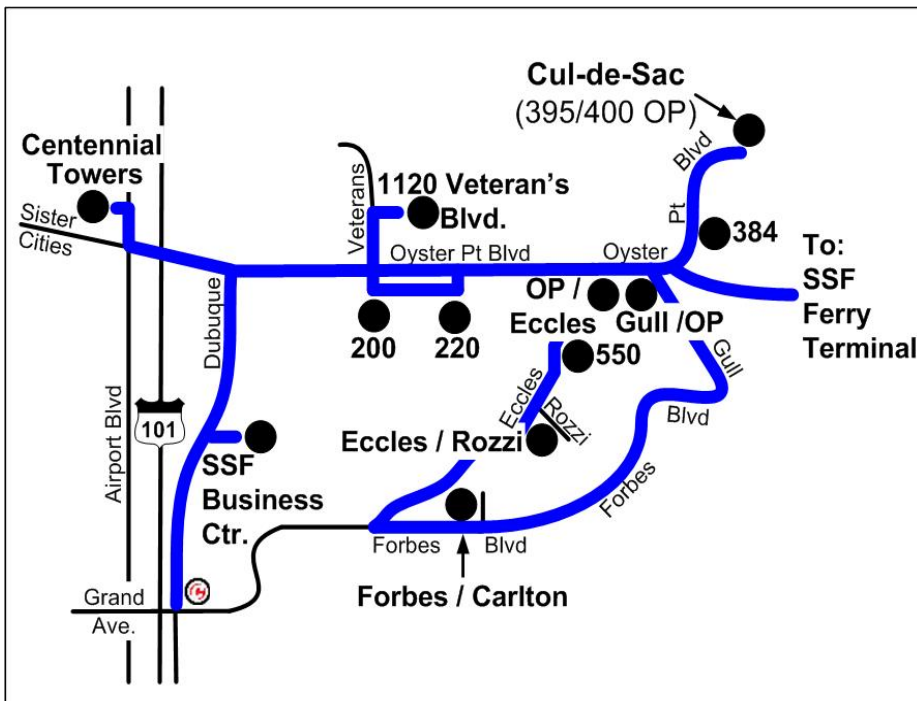 Cul-de-Sac
(395/400 OP)
Centennial
Towers
Sister
Cities
Veterans
1120 Veteran's
Blvd.
Oyster Pt Blvd
Oyster
Pt
Blvd
384
To:
SSF
Ferry
Terminal
OP /
Eccles
Gull /OP
200
220
550
Dubuque
Airport Blvd
101
SSF
Business
Ctr.
Eccles
Rozzi
Eccles / Rozzi
Gull
Blvd
Forbes
Forbes
Blvd
Forbes / Carlton
Grand
Ave.